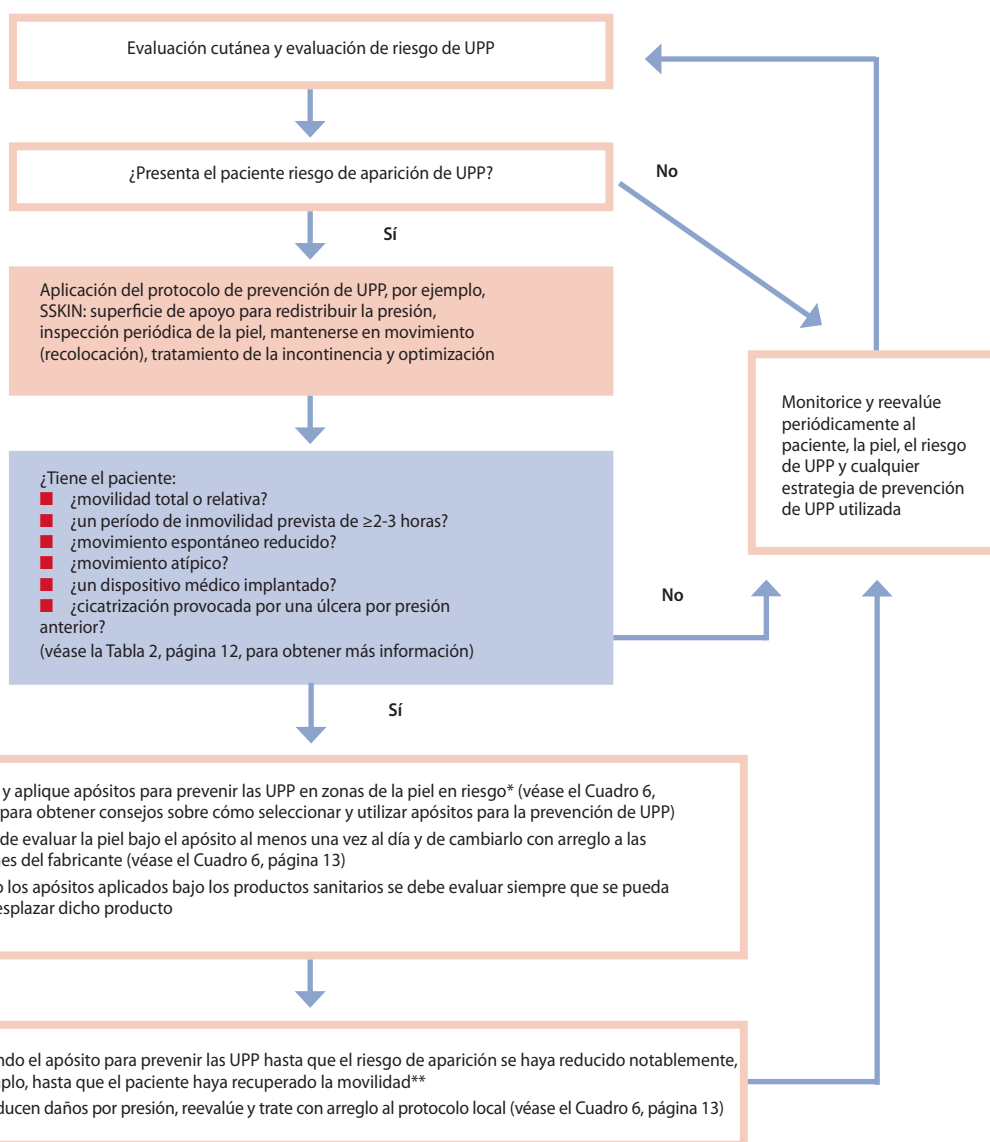 Evaluación cutánea y evaluación de riesgo de UPP
¿Presenta el paciente riesgo de aparición de UPP?
No
Sí
Aplicación del protocolo de prevención de UPP, por ejemplo,
SSKIN: superficie de apoyo para redistribuir la presión,
inspección periódica de la piel, mantenerse en movimiento
(recolocación), tratamiento de la incontinencia y optimización
Monitorice y reevalúe
periódicamente al
paciente, la piel, el riesgo
de UPP y cualquier
estrategia de prevención
de UPP utilizada
¿Tiene el paciente:
¿movilidad total o relativa?
¿un período de inmovilidad prevista de ≥2-3 horas?
¿movimiento espontáneo reducido?
¿movimiento atípico?
¿un dispositivo médico implantado?
¿cicatrización provocada por una úlcera por presión
anterior?
(véase la Tabla 2, página 12, para obtener más información)
No
Sí
y aplique apósitos para prevenir las UPP en zonas de la piel en riesgo* (véase el Cuadro 6,
para obtener consejos sobre cómo seleccionar y utilizar apósitos para la prevención de UPP)
de evaluar la piel bajo el apósito al menos una vez al día y de cambiarlo con arreglo a las
nes del fabricante (véase el Cuadro 6, página 13)
o los apósitos aplicados bajo los productos sanitarios se debe evaluar siempre que se pueda
esplazar dicho producto
ndo el apósito para prevenir las UPP hasta que el riesgo de aparición se haya reducido notablemente,
mplo, hasta que el paciente haya recuperado la movilidad**
ducen daños por presión, reevalúe y trate con arreglo al protocolo local (véase el Cuadro 6, página 13)